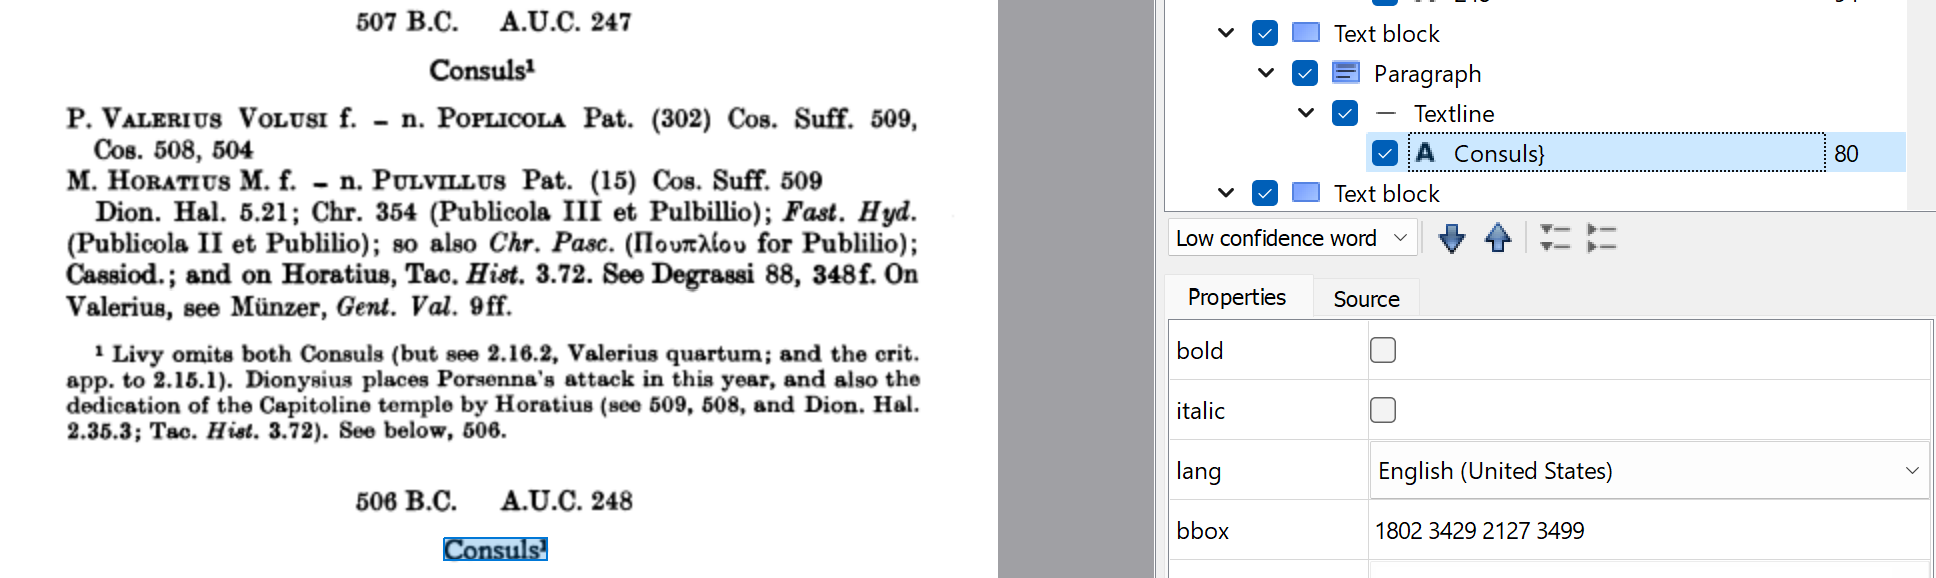 507 B.C. A.U.C. 247
Consuls¹
P. VALERIUS VOLUSI f. – n. POPLICOLA Pat. (302) Cos. Suff. 509,
Cos. 508, 504
M. HORATIUS M. f. – n. PULVILLUS Pat. (15) Cos. Suff. 509
Dion. Hal. 5.21; Chr. 354 (Publicola III et Pulbillio); Fast. Hyd.
(Publicola II et Publilio); so also Chr. Pasc. (Πουπλίου for Publilio);
Cassiod.; and on Horatius, Tac. Hist. 3.72. See Degrassi 88, 348f. On
Valerius, see Münzer, Gent. Val. 9ff.
¹ Livy omits both Consuls (but see 2.16.2, Valerius quartum; and the crit.
app. to 2.15.1). Dionysius places Porsenna's attack in this year, and also the
dedication of the Capitoline temple by Horatius (see 509, 508, and Dion. Hal.
2.35.3; Tac. Hist. 3.72). See below, 506.
506 B.C. A.U.C. 248
Consuls¹
Text block
Paragraph
Textline
A Consuls} 80
Text block
Low confidence word
Properties Source
bold
italic
lang English (United States)
bbox 1802 3429 2127 3499